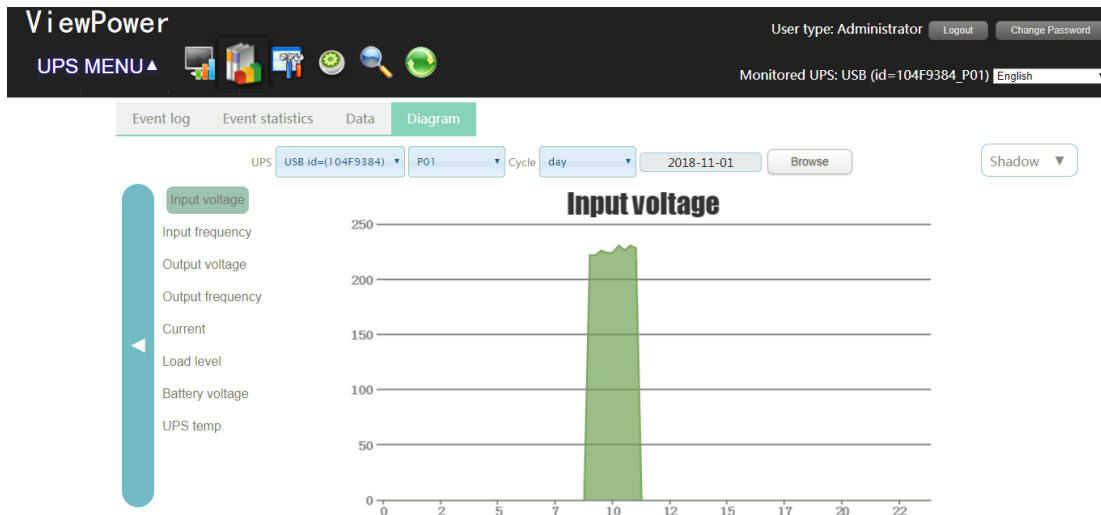 ViewPower
User type: Administrator Logout Change Password
UPS MENU▲
Monitored UPS: USB (id=104F9384_P01) English
Event log Event statistics Data Diagram
UPS USB id=(104F9384) P01 Cycle day 2018-11-01 Browse Shadow ▼
Input voltage
Input frequency
Output voltage
Output frequency
Current
Load level
Battery voltage
UPS temp.
Input voltage
250
200
150
100
50
0
0 2 5 7 10 12 15 17 20 22